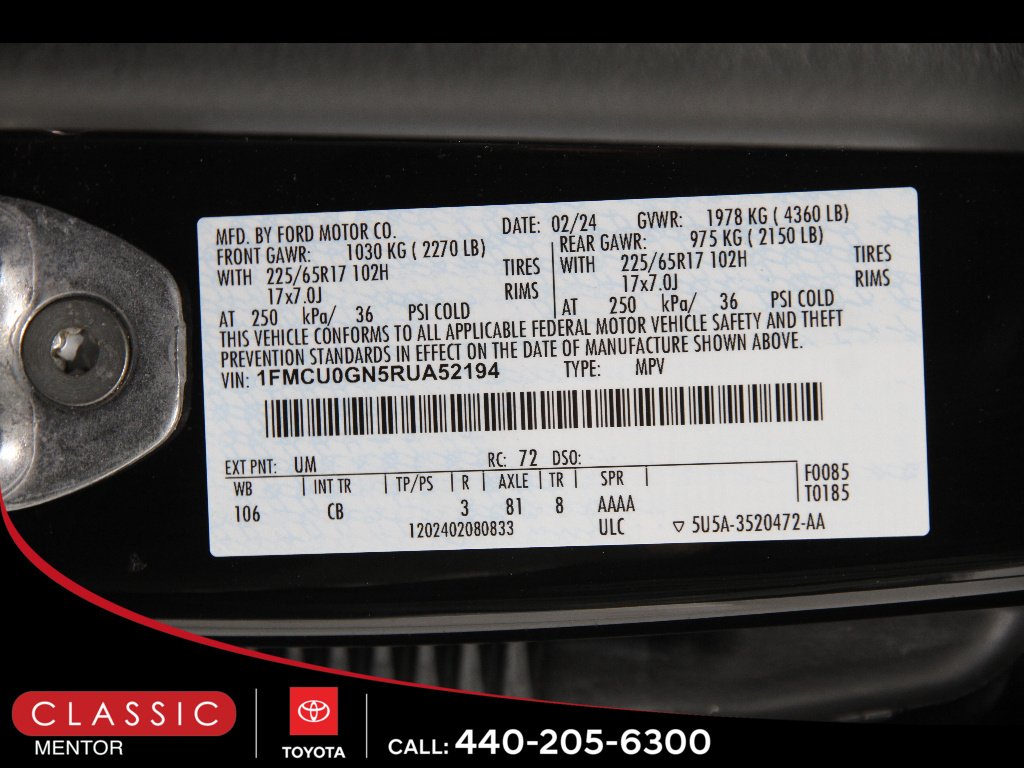 MFD. BY FORD MOTOR CO. DATE: 02/24 GVWR: 1978 KG ( 4360 LB)
FRONT GAWR: 1030 KG ( 2270 LB) REAR GAWR: 975 KG ( 2150 LB)
WITH 225/65R17 102H TIRES WITH 225/65R17 102H TIRES
17x7.0J RIMS 17x7.0J RIMS
AT 250 kPa/ 36 PSI COLD AT 250 kPa/ 36 PSI COLD
THIS VEHICLE CONFORMS TO ALL APPLICABLE FEDERAL MOTOR VEHICLE SAFETY AND THEFT
PREVENTION STANDARDS IN EFFECT ON THE DATE OF MANUFACTURE SHOWN ABOVE.
VIN: 1FMCU0GN5RUA52194 TYPE: MPV
EXT PNT: UM RC: 72 DSO:
WB INT TR TP/PS R AXLE TR SPR F0085
106 CB 3 81 8 AAAA T0185
1202402080833 ULC ▽ 5U5A-3520472-AA
CLASSIC
MENTOR
TOYOTA
CALL: 440-205-6300